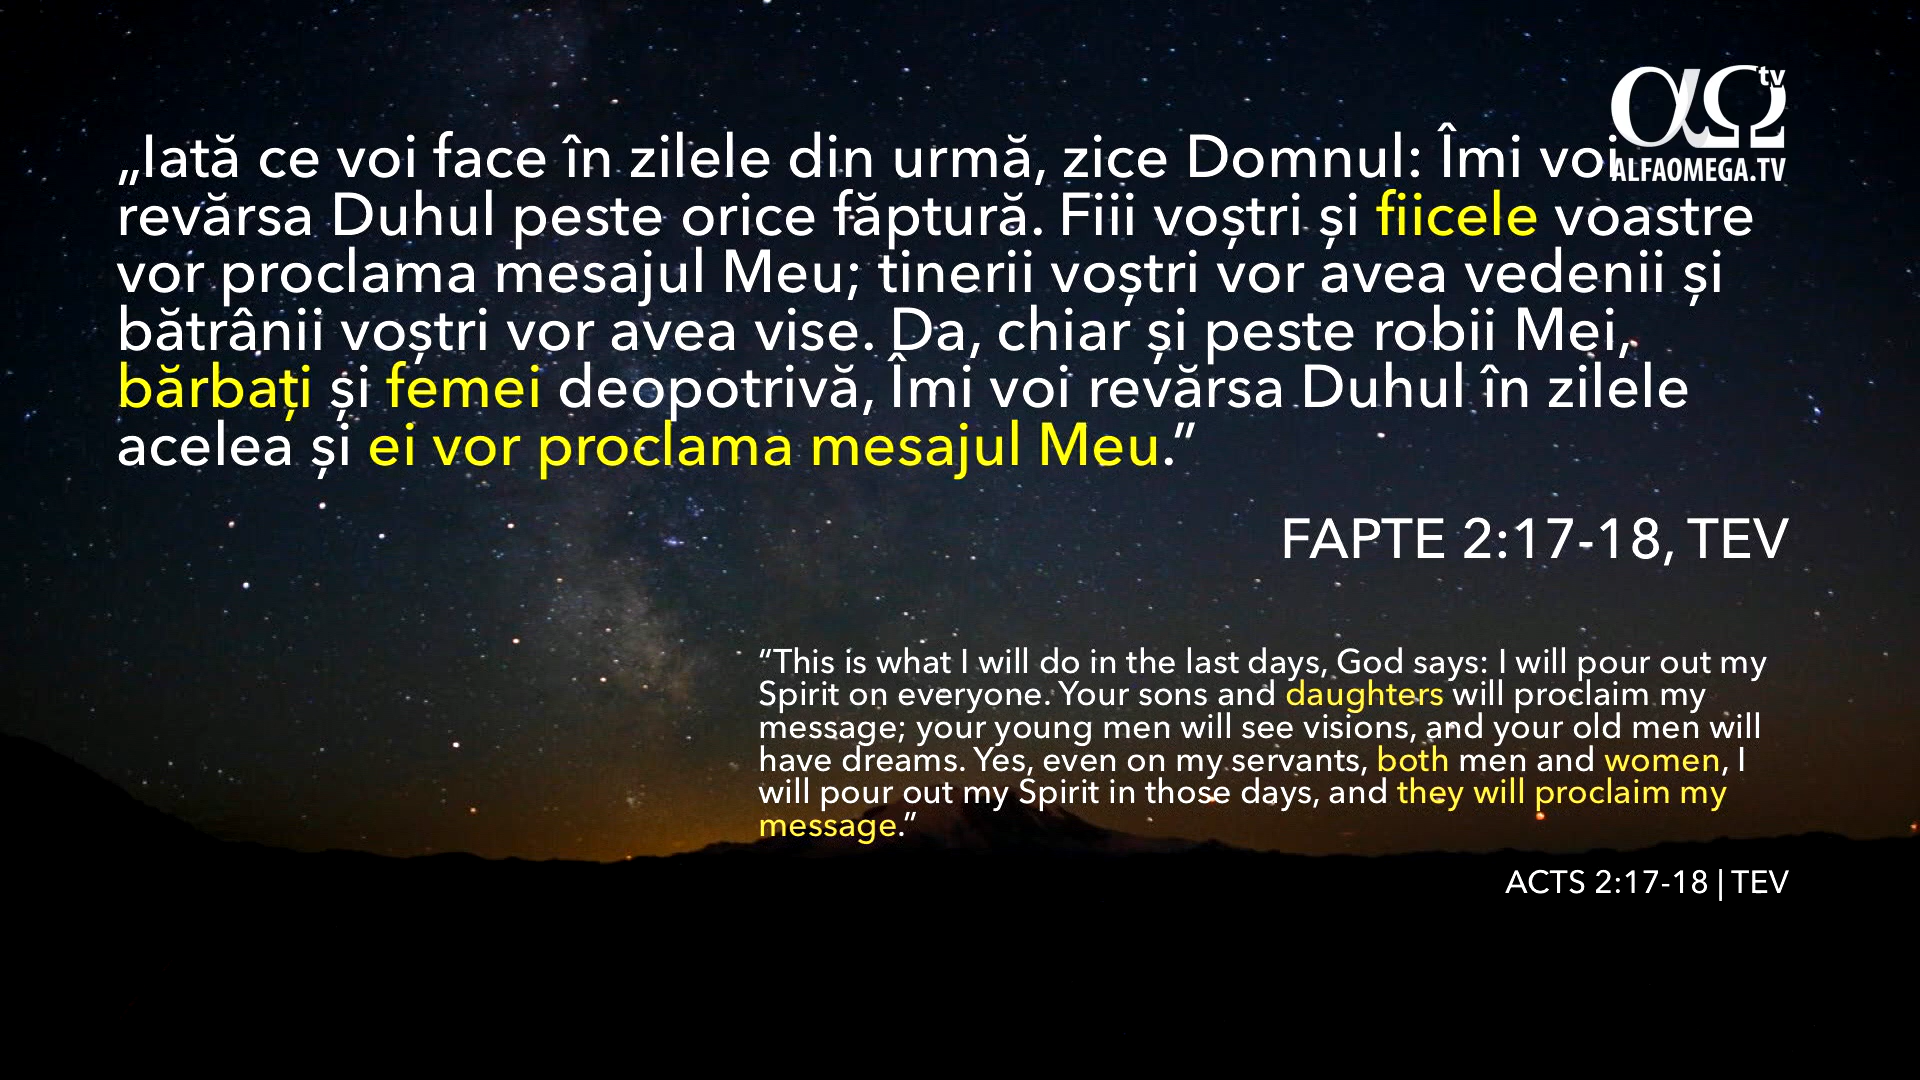 αΩ tv
ALFAOMEGA.TV
„Iată ce voi face în zilele din urmă, zice Domnul: Îmi voi
revărsa Duhul peste orice făptură. Fiii voștri și fiicele voastre
vor proclama mesajul Meu; tinerii voștri vor avea vedenii și
bătrânii voștri vor avea vise. Da, chiar și peste robii Mei,
bărbați și femei deopotrivă, Îmi voi revărsa Duhul în zilele
acelea și ei vor proclama mesajul Meu.”
FAPTE 2:17-18, TEV
“This is what I will do in the last days, God says: I will pour out my
Spirit on everyone. Your sons and daughters will proclaim my
message; your young men will see visions, and your old men will
have dreams. Yes, even on my servants, both men and women, I
will pour out my Spirit in those days, and they will proclaim my
message.”
ACTS 2:17-18 | TEV